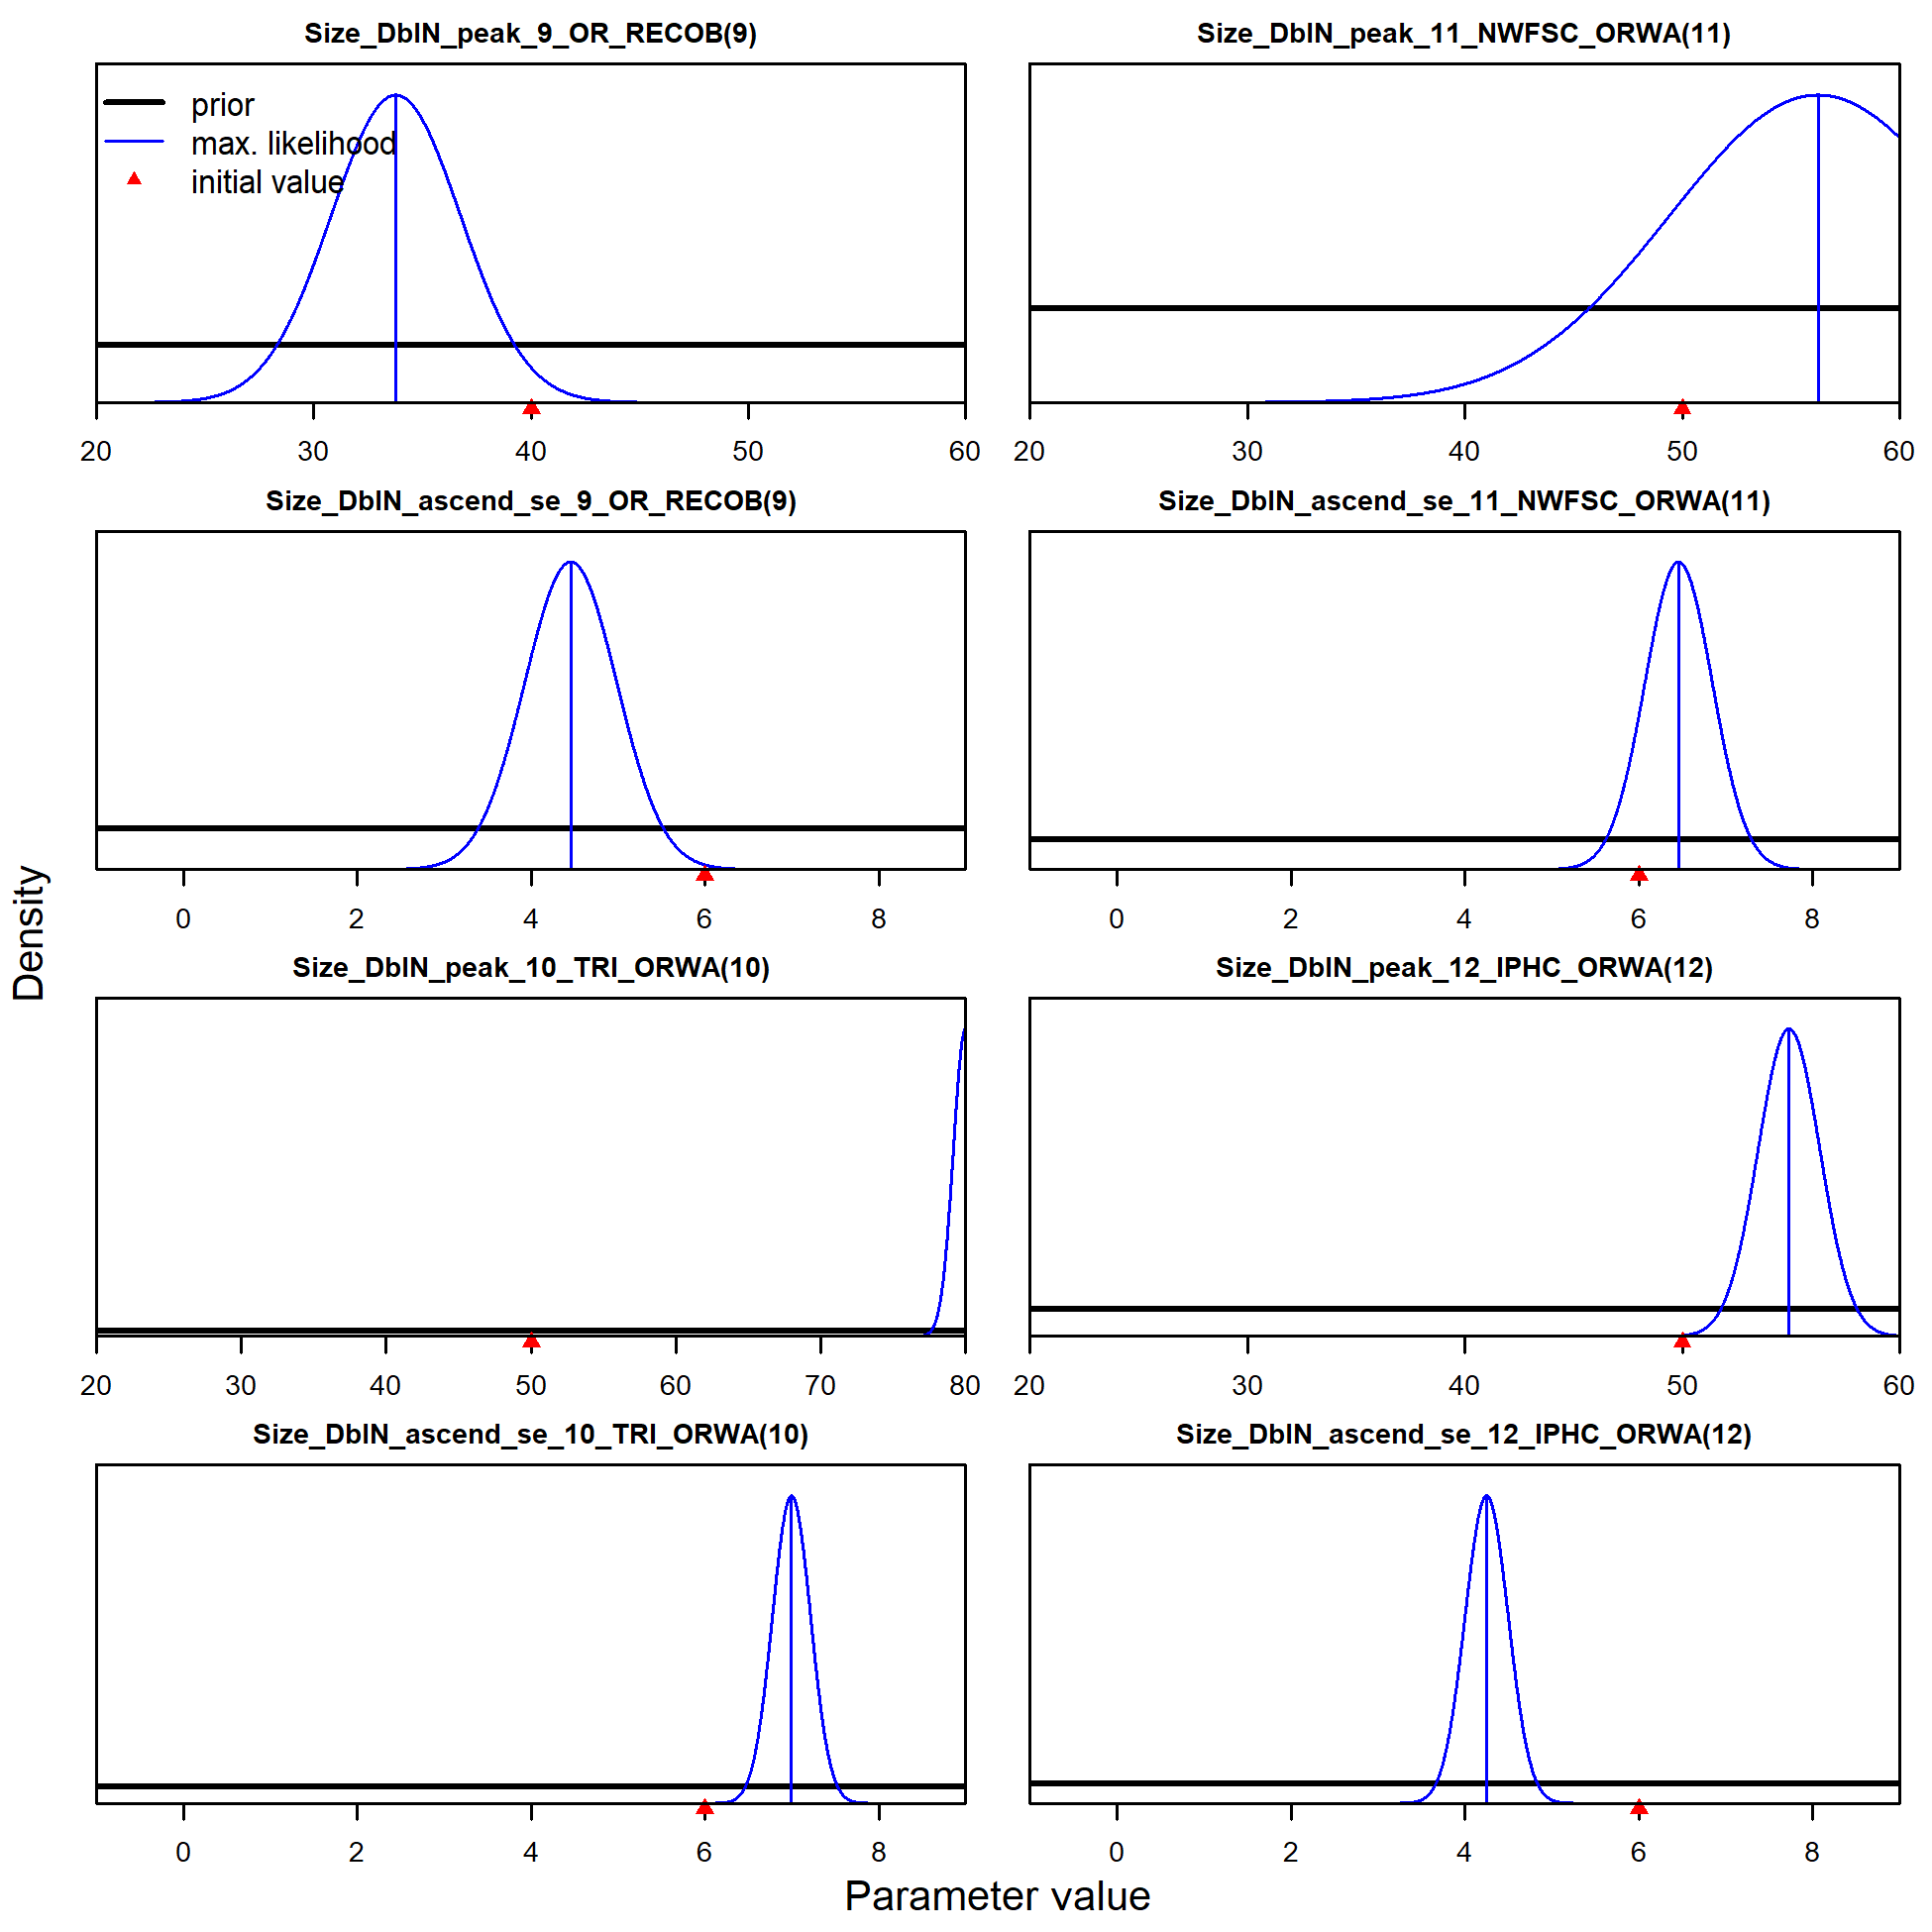 Size_DblN_peak_9_OR_RECOB(9)
prior
max. likelihood
initial value
20 30 40 50 60
Size_DblN_peak_11_NWFSC_ORWA(11)
20 30 40 50 60
Size_DblN_ascend_se_9_OR_RECOB(9)
0 2 4 6 8
Size_DblN_ascend_se_11_NWFSC_ORWA(11)
0 2 4 6 8
Size_DblN_peak_10_TRI_ORWA(10)
20 30 40 50 60 70 80
Size_DblN_peak_12_IPHC_ORWA(12)
20 30 40 50 60
Size_DblN_ascend_se_10_TRI_ORWA(10)
0 2 4 6 8
Size_DblN_ascend_se_12_IPHC_ORWA(12)
0 2 4 6 8
Density
Parameter value